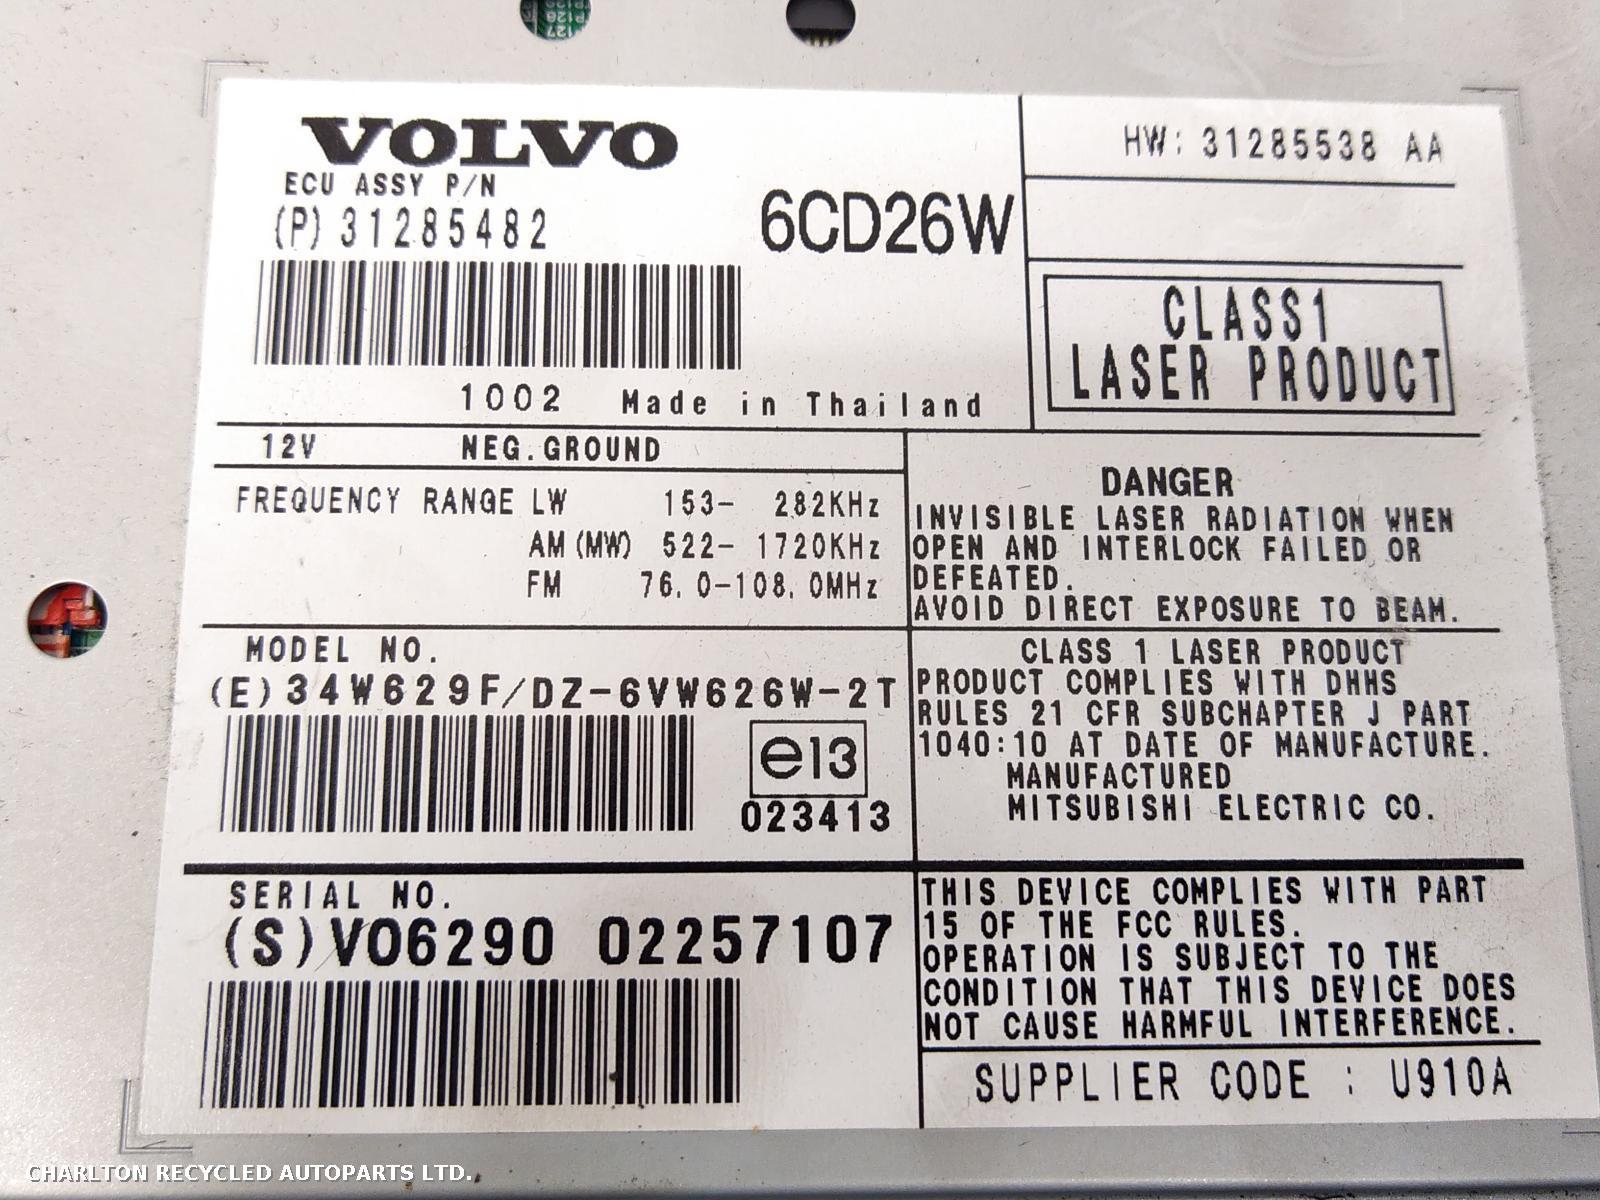 VOLVO
ECU ASSY P/N
(P) 31285482
6CD26W
1002 Made in Thailand
HW: 31285538 AA
CLASS1
LASER PRODUCT
12V NEG.GROUND
FREQUENCY RANGE LW 153- 282KHz
AM (MW) 522- 1720KHz
FM 76.0-108.0MHz
DANGER
INVISIBLE LASER RADIATION WHEN
OPEN AND INTERLOCK FAILED OR
DEFEATED.
AVOID DIRECT EXPOSURE TO BEAM.
MODEL NO.
(E)34W629F/DZ-6VW626W-2T
e13
023413
CLASS 1 LASER PRODUCT
PRODUCT COMPLIES WITH DHHS
RULES 21 CFR SUBCHAPTER J PART
1040:10 AT DATE OF MANUFACTURE.
MANUFACTURED
MITSUBISHI ELECTRIC CO.
SERIAL NO.
(S)VO6290 02257107
THIS DEVICE COMPLIES WITH PART
15 OF THE FCC RULES.
OPERATION IS SUBJECT TO THE
CONDITION THAT THIS DEVICE DOES
NOT CAUSE HARMFUL INTERFERENCE.
SUPPLIER CODE : U910A
CHARLTON RECYCLED AUTOPARTS LTD.